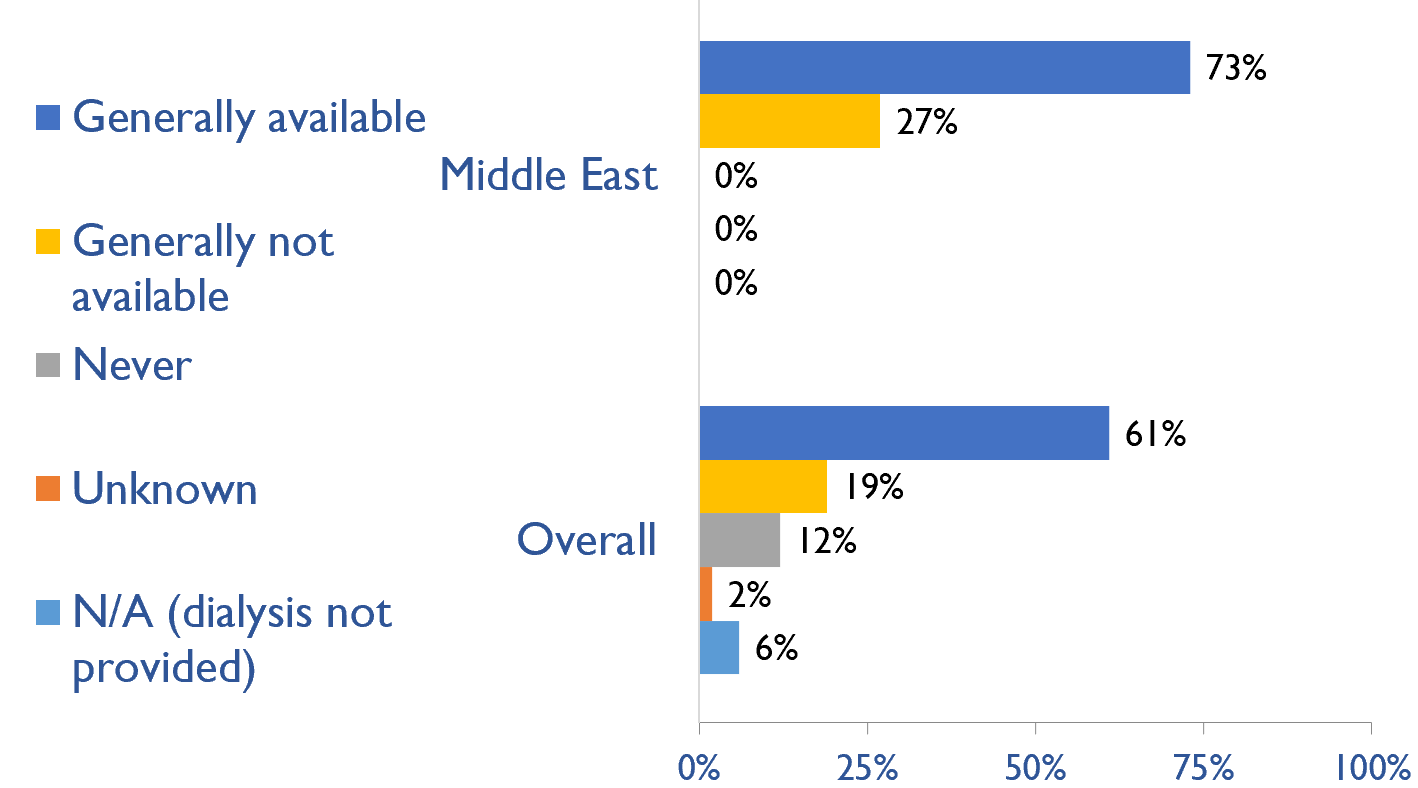 Generally available
Generally not
available
Never
Unknown
N/A (dialysis not
provided)
Middle East
73%
27%
0%
0%
0%
Overall
61%
19%
12%
2%
6%
0% 25% 50% 75% 100%